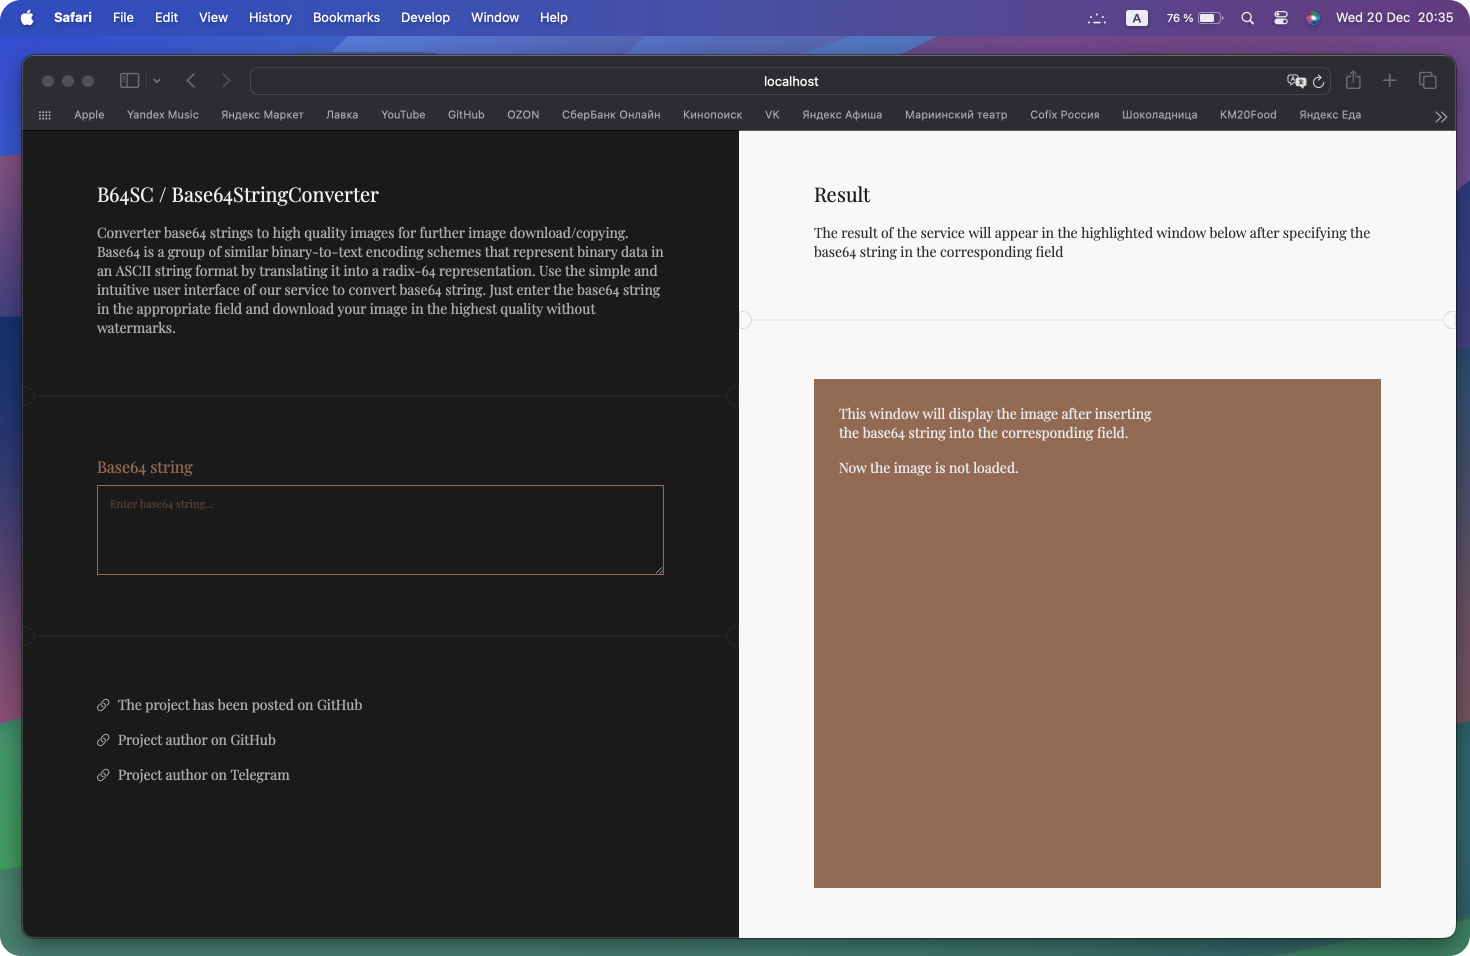 Safari File Edit View History Bookmarks Develop Window Help A 76 % Wed 20 Dec 20:35
localhost
Apple Yandex Music Яндекс Маркет Лавка YouTube GitHub OZON СберБанк Онлайн Кинопоиск VK Яндекс Афиша Мариинский театр Cofix Россия Шоколадница KM20Food Яндекс Еда
B64SC / Base64StringConverter
Converter base64 strings to high quality images for further image download/copying.
Base64 is a group of similar binary-to-text encoding schemes that represent binary data in
an ASCII string format by translating it into a radix-64 representation. Use the simple and
intuitive user interface of our service to convert base64 string. Just enter the base64 string
in the appropriate field and download your image in the highest quality without
watermarks.
Base64 string
Enter base64 string...
The project has been posted on GitHub
Project author on GitHub
Project author on Telegram
Result
The result of the service will appear in the highlighted window below after specifying the
base64 string in the corresponding field
This window will display the image after inserting
the base64 string into the corresponding field.
Now the image is not loaded.